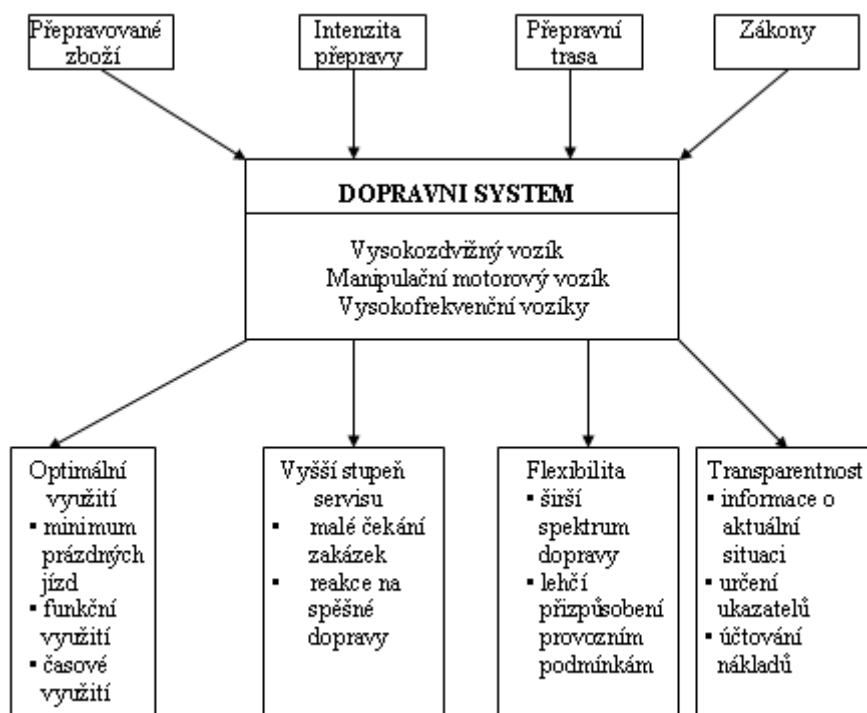 Přepravované
zboží
Intenzita
přepravy
Přepravní
trasa
Zákony
DOPRAVNI SYSTEM
Vysokozdvižný vozík
Manipulační motorový vozík
Vysokofrekvenční vozíky
Optimální
využití
▪ minimum
prázdných
jízd
▪ funkční
využití
▪ časové
využití
Vyšší stupeň
servisu
▪ malé čekání
zakázek
▪ reakce na
spěšné
dopravy
Flexibilita
▪ širší
spektrum
dopravy
▪ lehčí
přizpůsobení
provozním
podmínkám
Transparentnost
▪ informace o
aktuální
situaci
▪ určení
ukazatelů
▪ účtování
nákladů